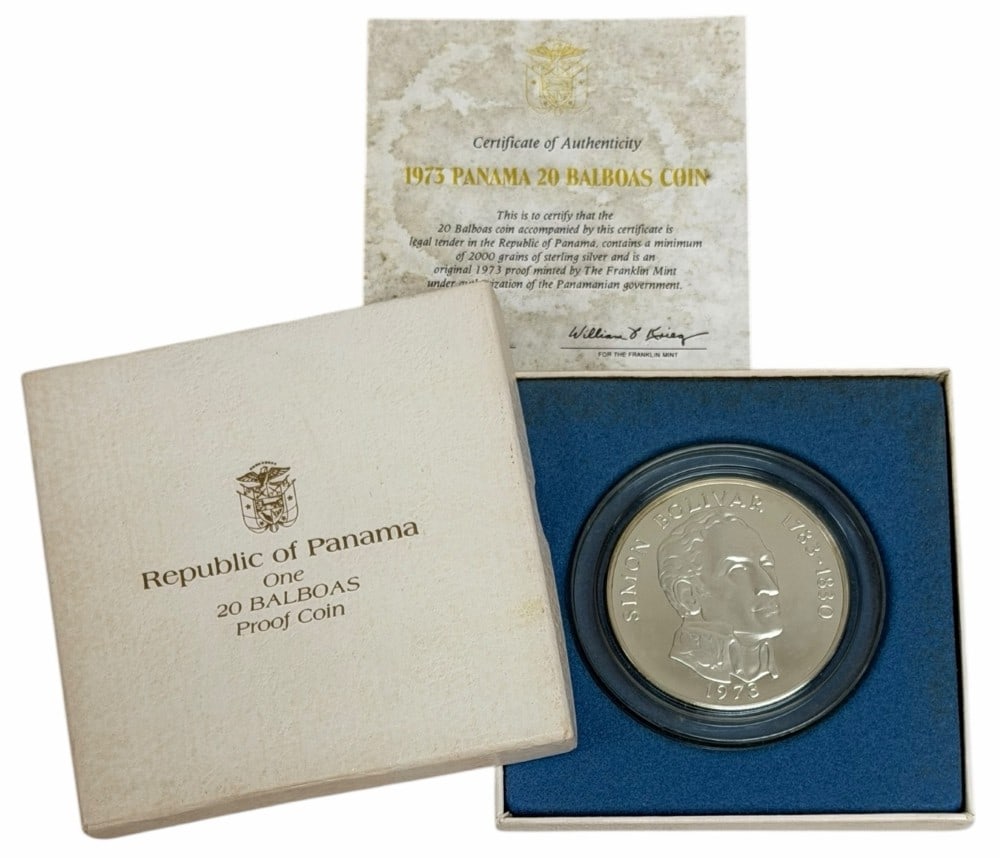 Certificate of Authenticity
1973 PANAMA 20 BALBOAS COIN
This is to certify that the
20 Balboas coin accompanied by this certificate is
legal tender in the Republic of Panama, contains a minimum
of 2000 grains of sterling silver and is an
original 1973 proof minted by The Franklin Mint
under of the Panamanian government.
William F Krieg
FOR THE FRANKLIN MINT
Republic of Panama
One
20 BALBOAS
Proof Coin
SIMON BOLIVAR 1783·1830
1973